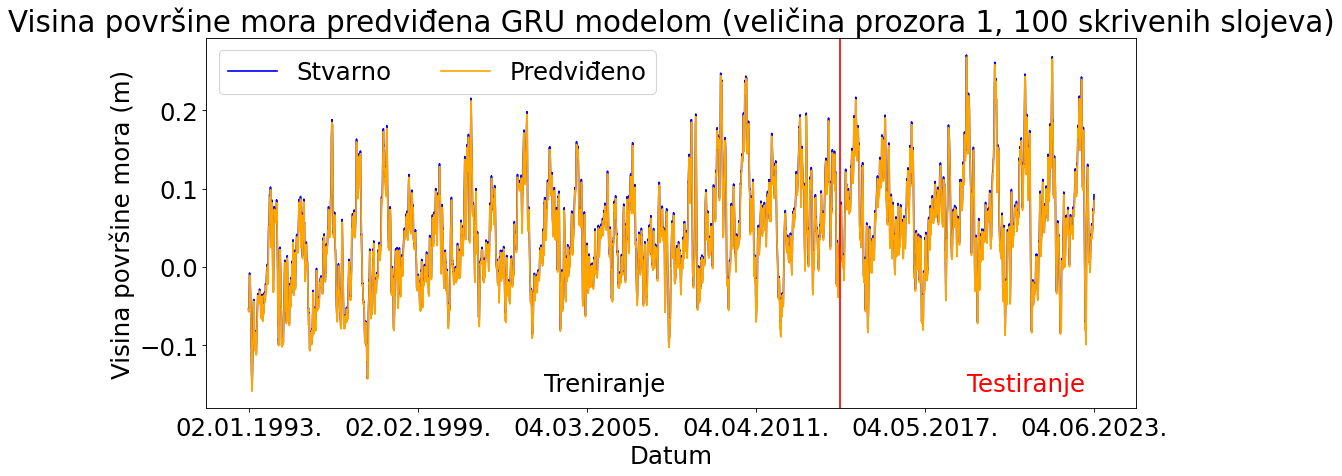 Visina površine mora predviđena GRU modelom (veličina prozora 1, 100 skrivenih slojeva)
Stvarno Predviđeno
Visina površine mora (m)
0.2
0.1
0.0
−0.1
Treniranje Testiranje
02.01.1993. 02.02.1999. 04.03.2005. 04.04.2011. 04.05.2017. 04.06.2023.
Datum